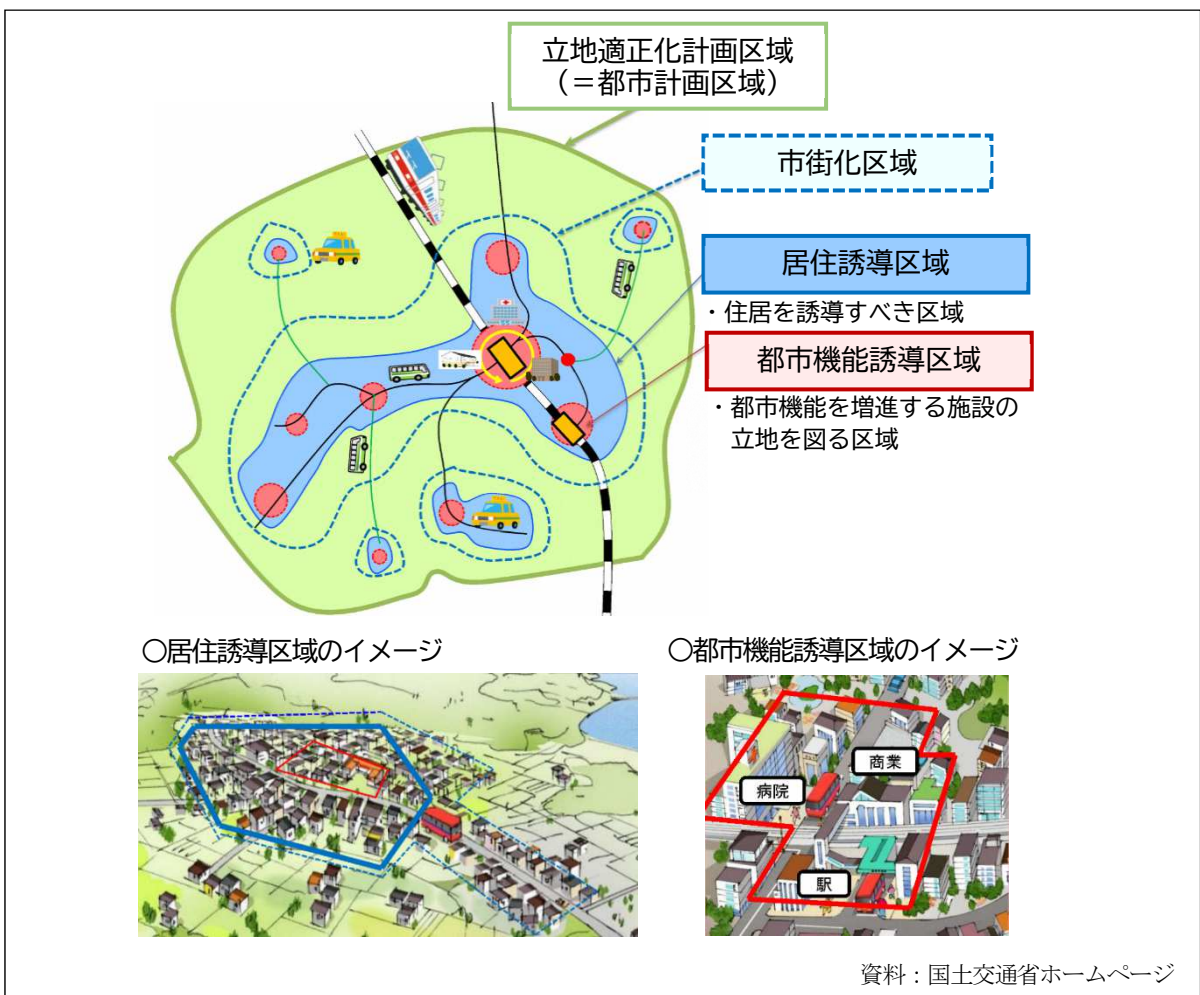 立地適正化計画区域
（＝都市計画区域）
市街化区域
居住誘導区域
・住居を誘導すべき区域
都市機能誘導区域
・都市機能を増進する施設の
立地を図る区域
〇居住誘導区域のイメージ
〇都市機能誘導区域のイメージ
商業
病院
駅
資料：国土交通省ホームページ